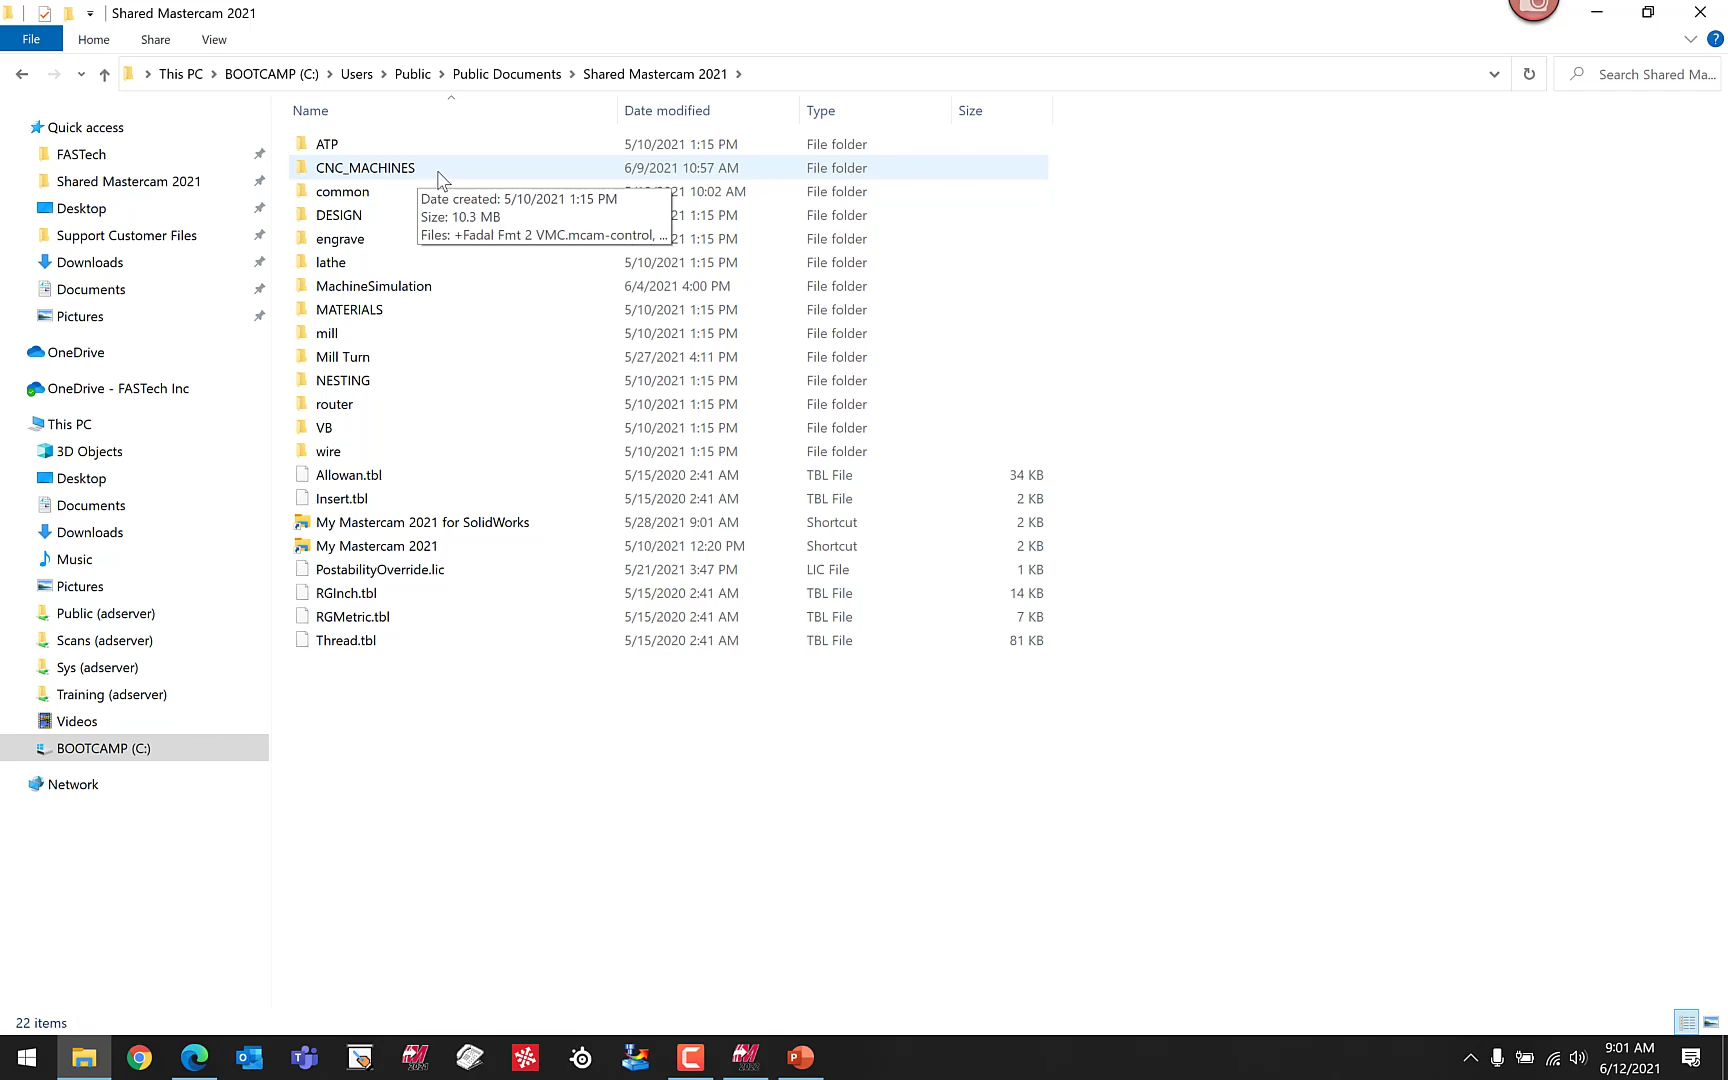 Shared Mastercam 2021
File Home Share View
This PC BOOTCAMP (C:) Users Public Public Documents Shared Mastercam 2021 Search Shared Ma...
Name Date modified Type Size
Quick access
FASTech
Shared Mastercam 2021
Desktop
Support Customer Files
Downloads
Documents
Pictures
OneDrive
OneDrive - FASTech Inc
This PC
3D Objects
Desktop
Documents
Downloads
Music
Pictures
Public (adserver)
Scans (adserver)
Sys (adserver)
Training (adserver)
Videos
BOOTCAMP (C:)
Network
ATP 5/10/2021 1:15 PM File folder
CNC_MACHINES 6/9/2021 10:57 AM File folder
common 10:02 AM File folder
DESIGN 21 1:15 PM File folder
engrave 21 1:15 PM File folder
Date created: 5/10/2021 1:15 PM
Size: 10.3 MB
Files: +Fadal Fmt 2 VMC.mcam-control, ...
lathe 5/10/2021 1:15 PM File folder
MachineSimulation 6/4/2021 4:00 PM File folder
MATERIALS 5/10/2021 1:15 PM File folder
mill 5/10/2021 1:15 PM File folder
Mill Turn 5/27/2021 4:11 PM File folder
NESTING 5/10/2021 1:15 PM File folder
router 5/10/2021 1:15 PM File folder
VB 5/10/2021 1:15 PM File folder
wire 5/10/2021 1:15 PM File folder
Allowan.tbl 5/15/2020 2:41 AM TBL File 34 KB
Insert.tbl 5/15/2020 2:41 AM TBL File 2 KB
My Mastercam 2021 for SolidWorks 5/28/2021 9:01 AM Shortcut 2 KB
My Mastercam 2021 5/10/2021 12:20 PM Shortcut 2 KB
PostabilityOverride.lic 5/21/2021 3:47 PM LIC File 1 KB
RGInch.tbl 5/15/2020 2:41 AM TBL File 14 KB
RGMetric.tbl 5/15/2020 2:41 AM TBL File 7 KB
Thread.tbl 5/15/2020 2:41 AM TBL File 81 KB
22 items
2021 2022
9:01 AM
6/12/2021